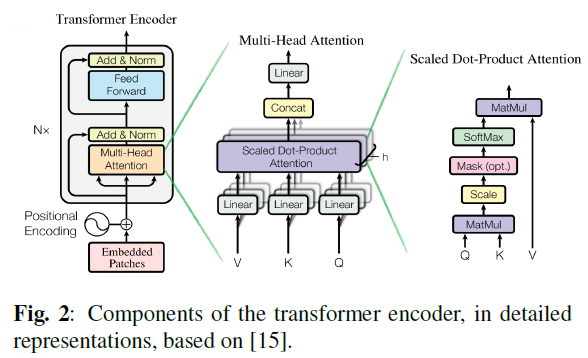 Transformer Encoder
Add & Norm
Feed
Forward
N×
Add & Norm
Multi-Head
Attention
Positional
Encoding
Embedded
Patches
Multi-Head Attention
Linear
Concat
Scaled Dot-Product
Attention
h
Linear
Linear
Linear
V
K
Q
Scaled Dot-Product Attention
MatMul
SoftMax
Mask (opt.)
Scale
MatMul
Q
K
V
Fig. 2: Components of the transformer encoder, in detailed
representations, based on [15].